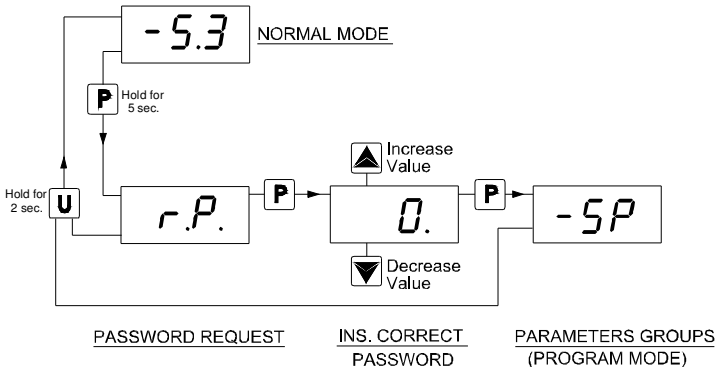 -5.3
NORMAL MODE
P
Hold for
5 sec.
Increase
Value
Hold for
2 sec.
U
r.P.
P
0.
P
-SP
Decrease
Value
PASSWORD REQUEST
INS. CORRECT
PASSWORD
PARAMETERS GROUPS
(PROGRAM MODE)